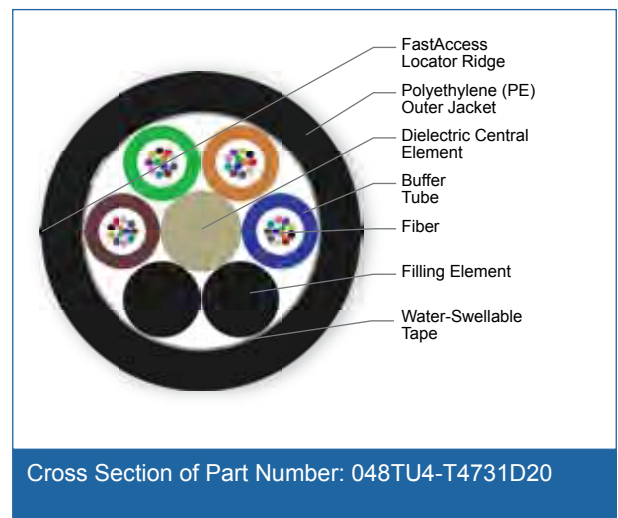 FastAccess
Locator Ridge
Polyethylene (PE)
Outer Jacket
Dielectric Central
Element
Buffer
Tube
Fiber
Filling Element
Water-Swellable
Tape
Cross Section of Part Number: 048TU4-T4731D20